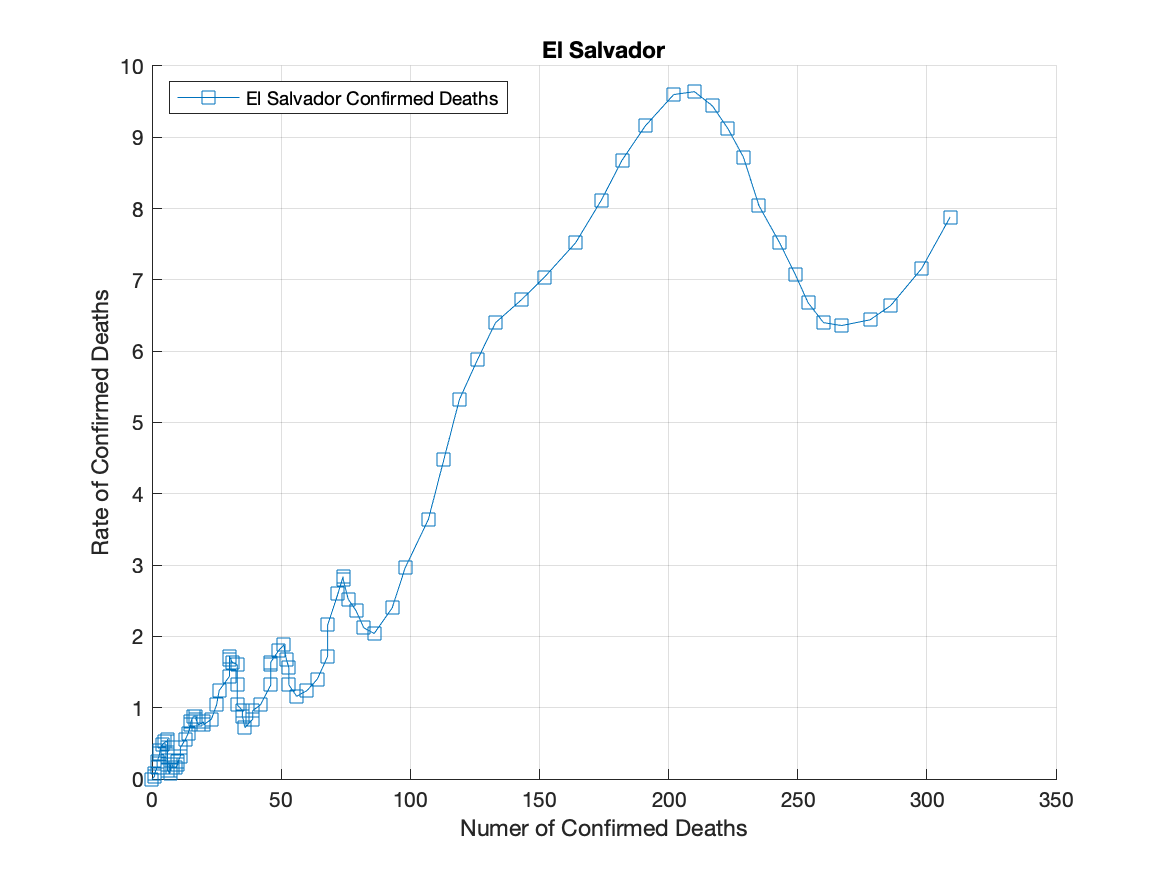 El Salvador
El Salvador Confirmed Deaths
10
9
8
7
6
5
4
3
2
1
0
Rate of Confirmed Deaths
0 50 100 150 200 250 300 350
Numer of Confirmed Deaths